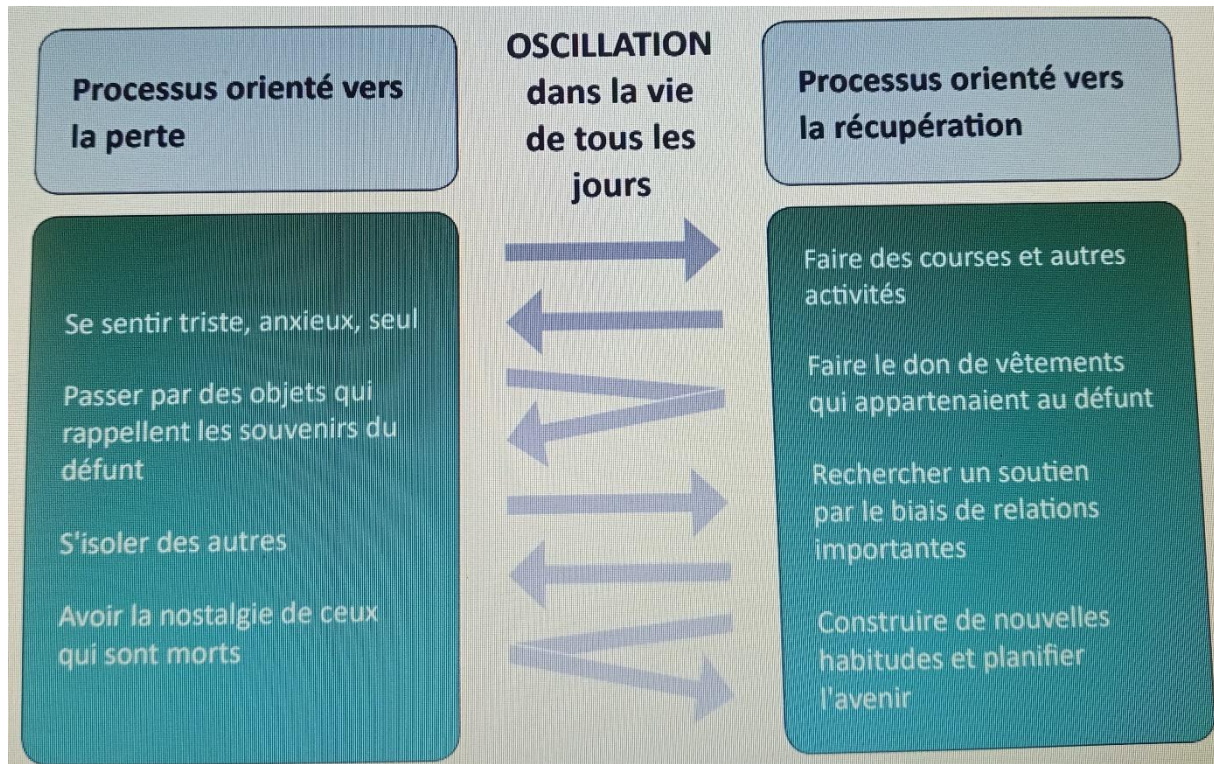 Processus orienté vers
la perte
Se sentir triste, anxieux, seul
Passer par des objets qui
rappellent les souvenirs du
défunt
S'isoler des autres
Avoir la nostalgie de ceux
qui sont morts
OSCILLATION
dans la vie
de tous les
jours
Processus orienté vers
la récupération
Faire des courses et autres
activités
Faire le don de vêtements
qui appartenaient au défunt
Rechercher un soutien
par le biais de relations
importantes
Construire de nouvelles
habitudes et planifier
l'avenir